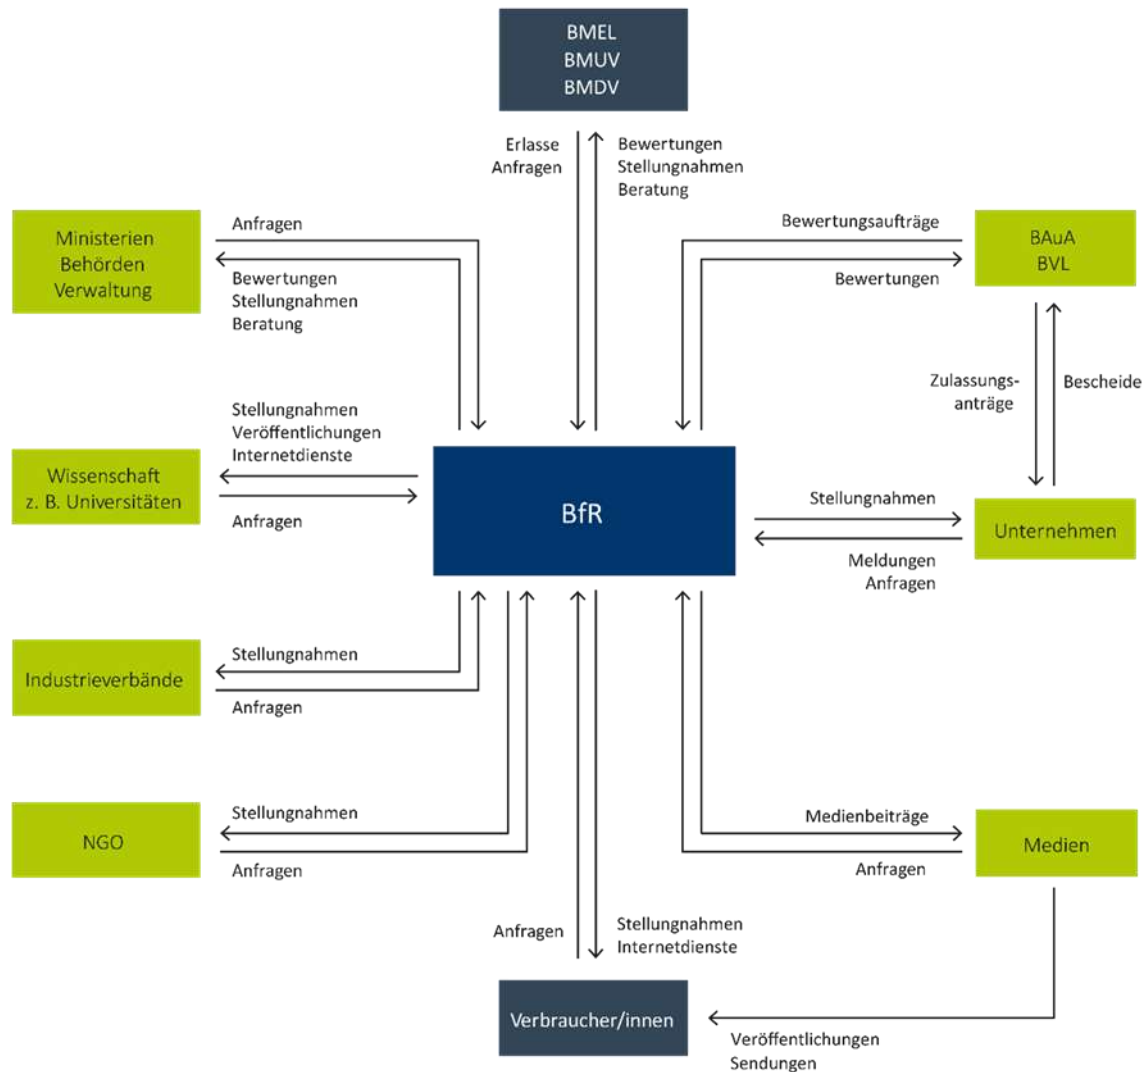 BMEL
BMUV
BMDV
Erlasse
Anfragen
Bewertungen
Stellungnahmen
Beratung
Ministerien
Behörden
Verwaltung
Anfragen
Bewertungen
Stellungnahmen
Beratung
Bewertungsaufträge
Bewertungen
BAuA
BVL
Zulassungs-
anträge
Bescheide
Stellungnahmen
Veröffentlichungen
Internetdienste
Wissenschaft
z. B. Universitäten
Anfragen
BfR
Stellungnahmen
Meldungen
Anfragen
Unternehmen
Industrieverbände
Stellungnahmen
Anfragen
NGO
Stellungnahmen
Anfragen
Medienbeiträge
Anfragen
Medien
Anfragen
Stellungnahmen
Internetdienste
Verbraucher/innen
Veröffentlichungen
Sendungen